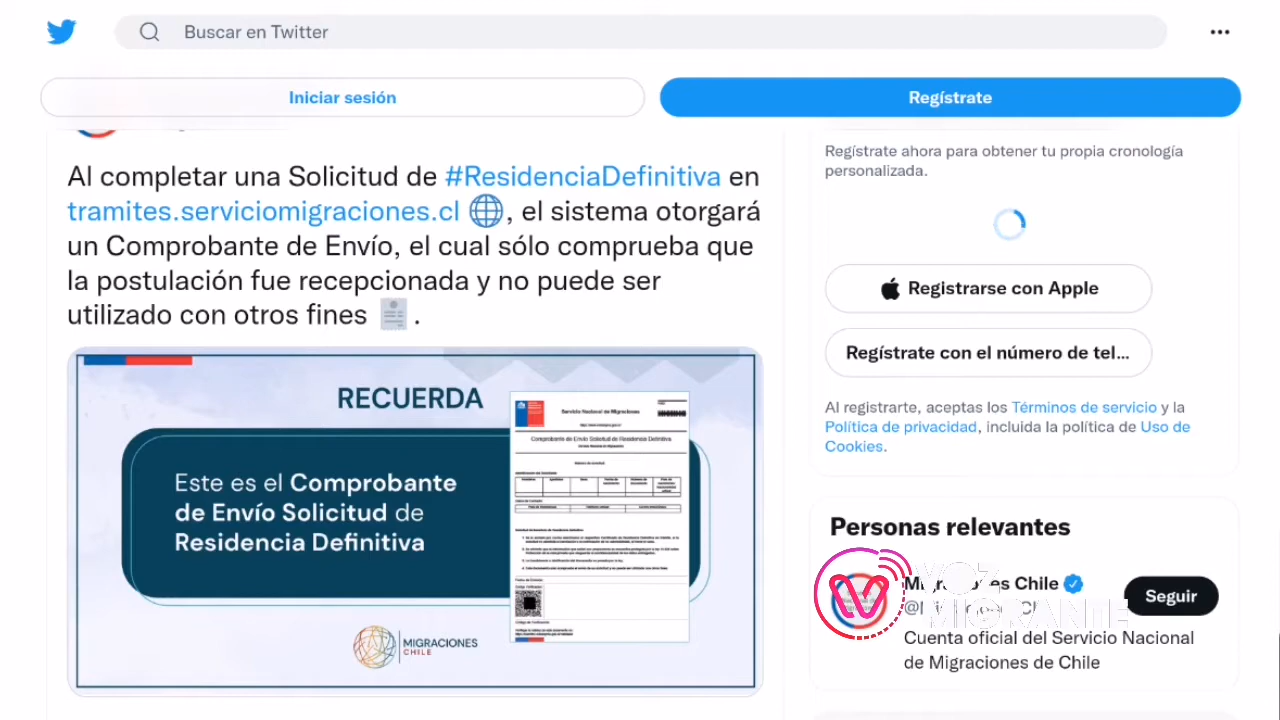 Buscar en Twitter
Iniciar sesión
Regístrate
Al completar una Solicitud de #ResidenciaDefinitiva en
tramites.serviciomigraciones.cl 🌐, el sistema otorgará
un Comprobante de Envío, el cual sólo comprueba que
la postulación fue recepcionada y no puede ser
utilizado con otros fines 🧾.
RECUERDA
Este es el Comprobante
de Envío Solicitud de
Residencia Definitiva
Servicio Nacional de Migraciones
Comprobante de Envío Solicitud de Residencia Definitiva
MIGRACIONES
CHILE
Regístrate ahora para obtener tu propia cronología
personalizada.
Registrarse con Apple
Regístrate con el número de tel...
Al registrarte, aceptas los Términos de servicio y la
Política de privacidad, incluida la política de Uso de
Cookies.
Personas relevantes
Chile
Seguir
VOZ
MIGRANTE
Cuenta oficial del Servicio Nacional
de Migraciones de Chile